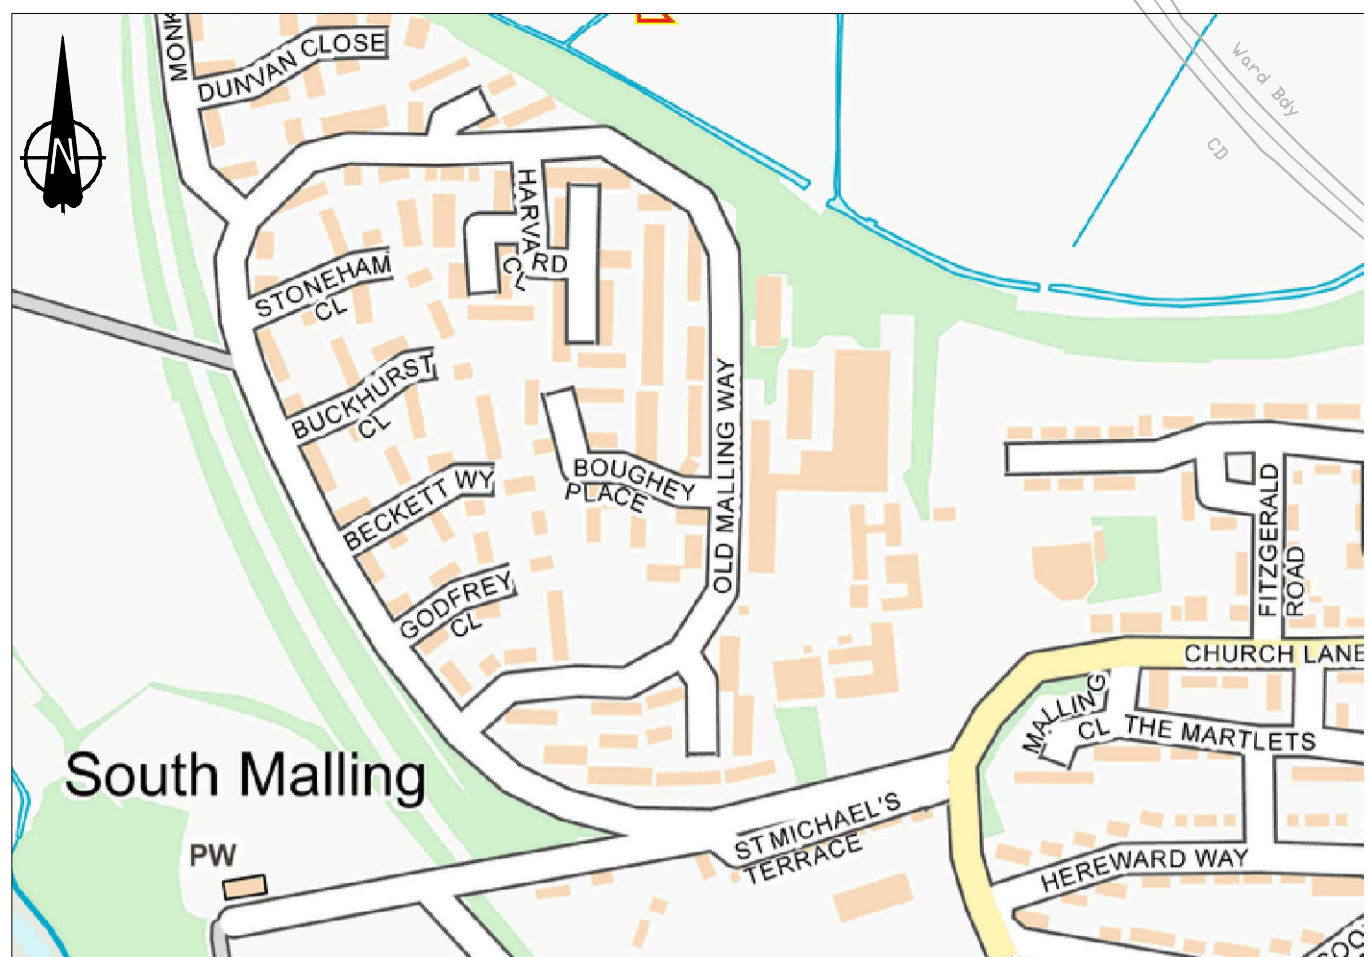 MONK
DUNVAN CLOSE
1
Ward Bdy
CD
N
HARVARD
CL
STONEHAM
CL
BUCKHURST
CL
BECKETT WY
GODFREY
CL
BOUGHEY
PLACE
OLD MALLING WAY
FITZGERALD
ROAD
CHURCH LANE
MALLING
CL
THE MARTLETS
South Malling
ST MICHAEL'S
TERRACE
PW
HEREWARD WAY